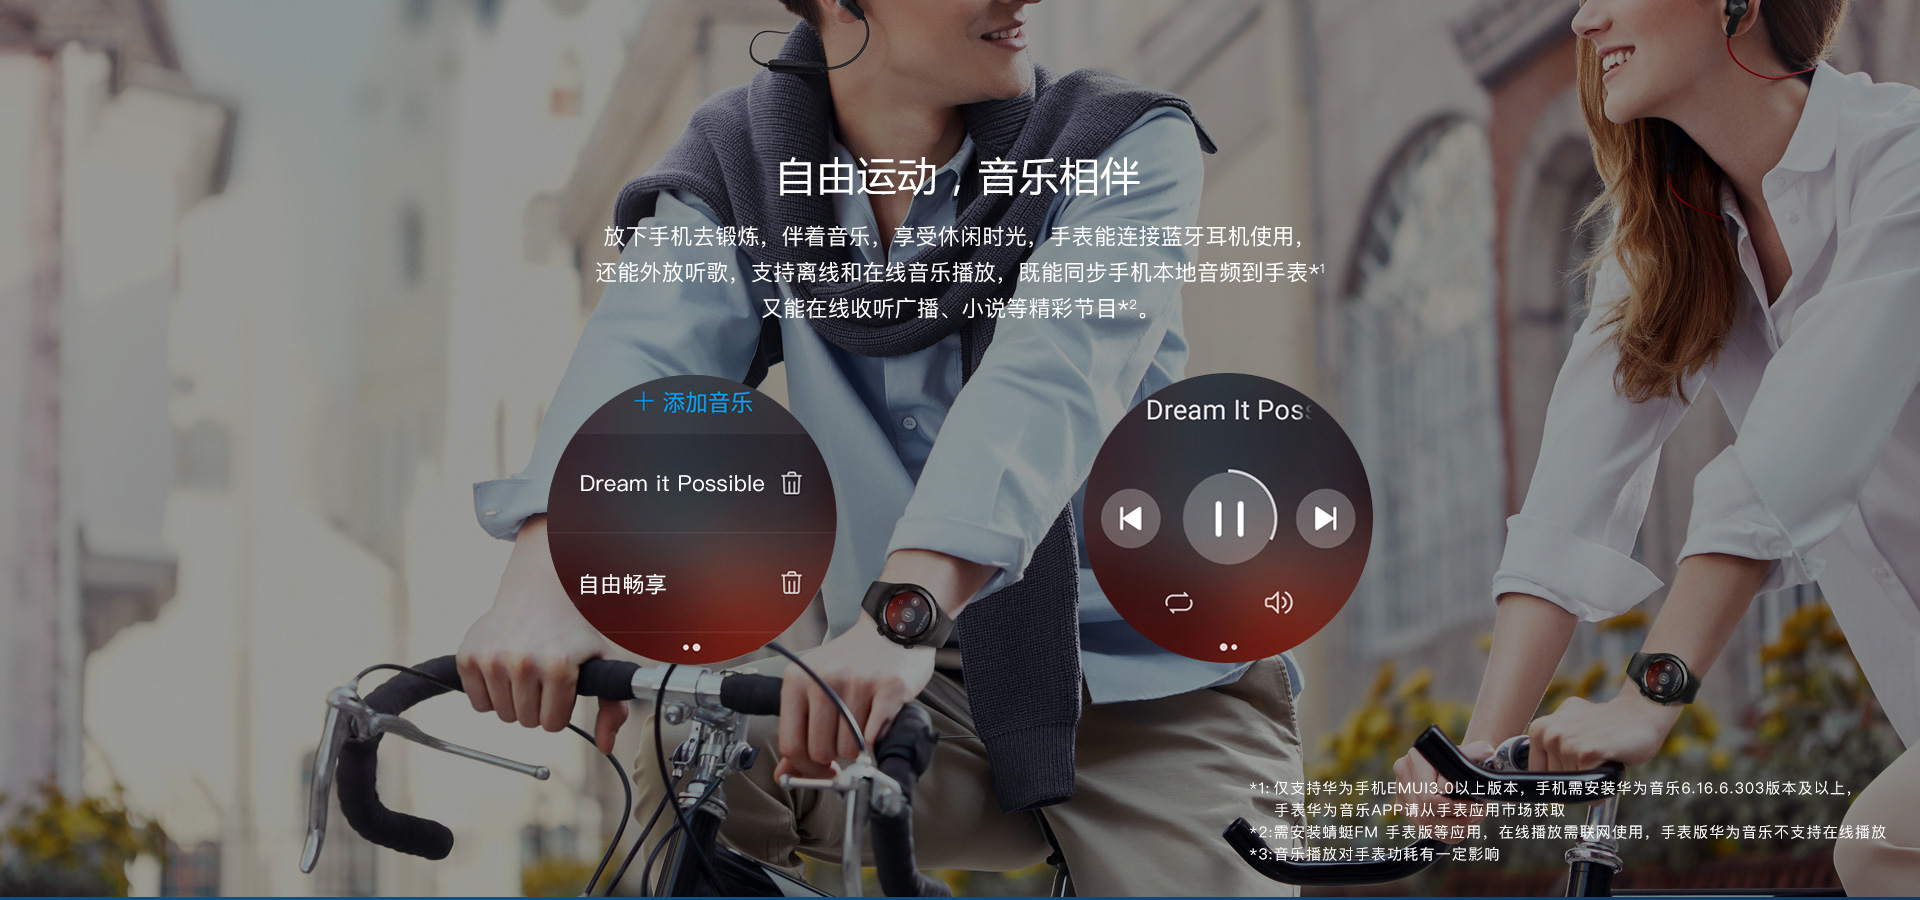 自由运动，音乐相伴
放下手机去锻炼，伴着音乐，享受休闲时光，手表能连接蓝牙耳机使用，
还能外放听歌，支持离线和在线音乐播放，既能同步手机本地音频到手表*1
又能在线收听广播、小说等精彩节目*2。
＋ 添加音乐
Dream it Possible
自由畅享
Dream It Pos
*1: 仅支持华为手机EMUI3.0以上版本，手机需安装华为音乐6.16.6.303版本及以上，
手表华为音乐APP请从手表应用市场获取
*2:需安装蜻蜓FM 手表版等应用，在线播放需联网使用，手表版华为音乐不支持在线播放
*3:音乐播放对手表功耗有一定影响